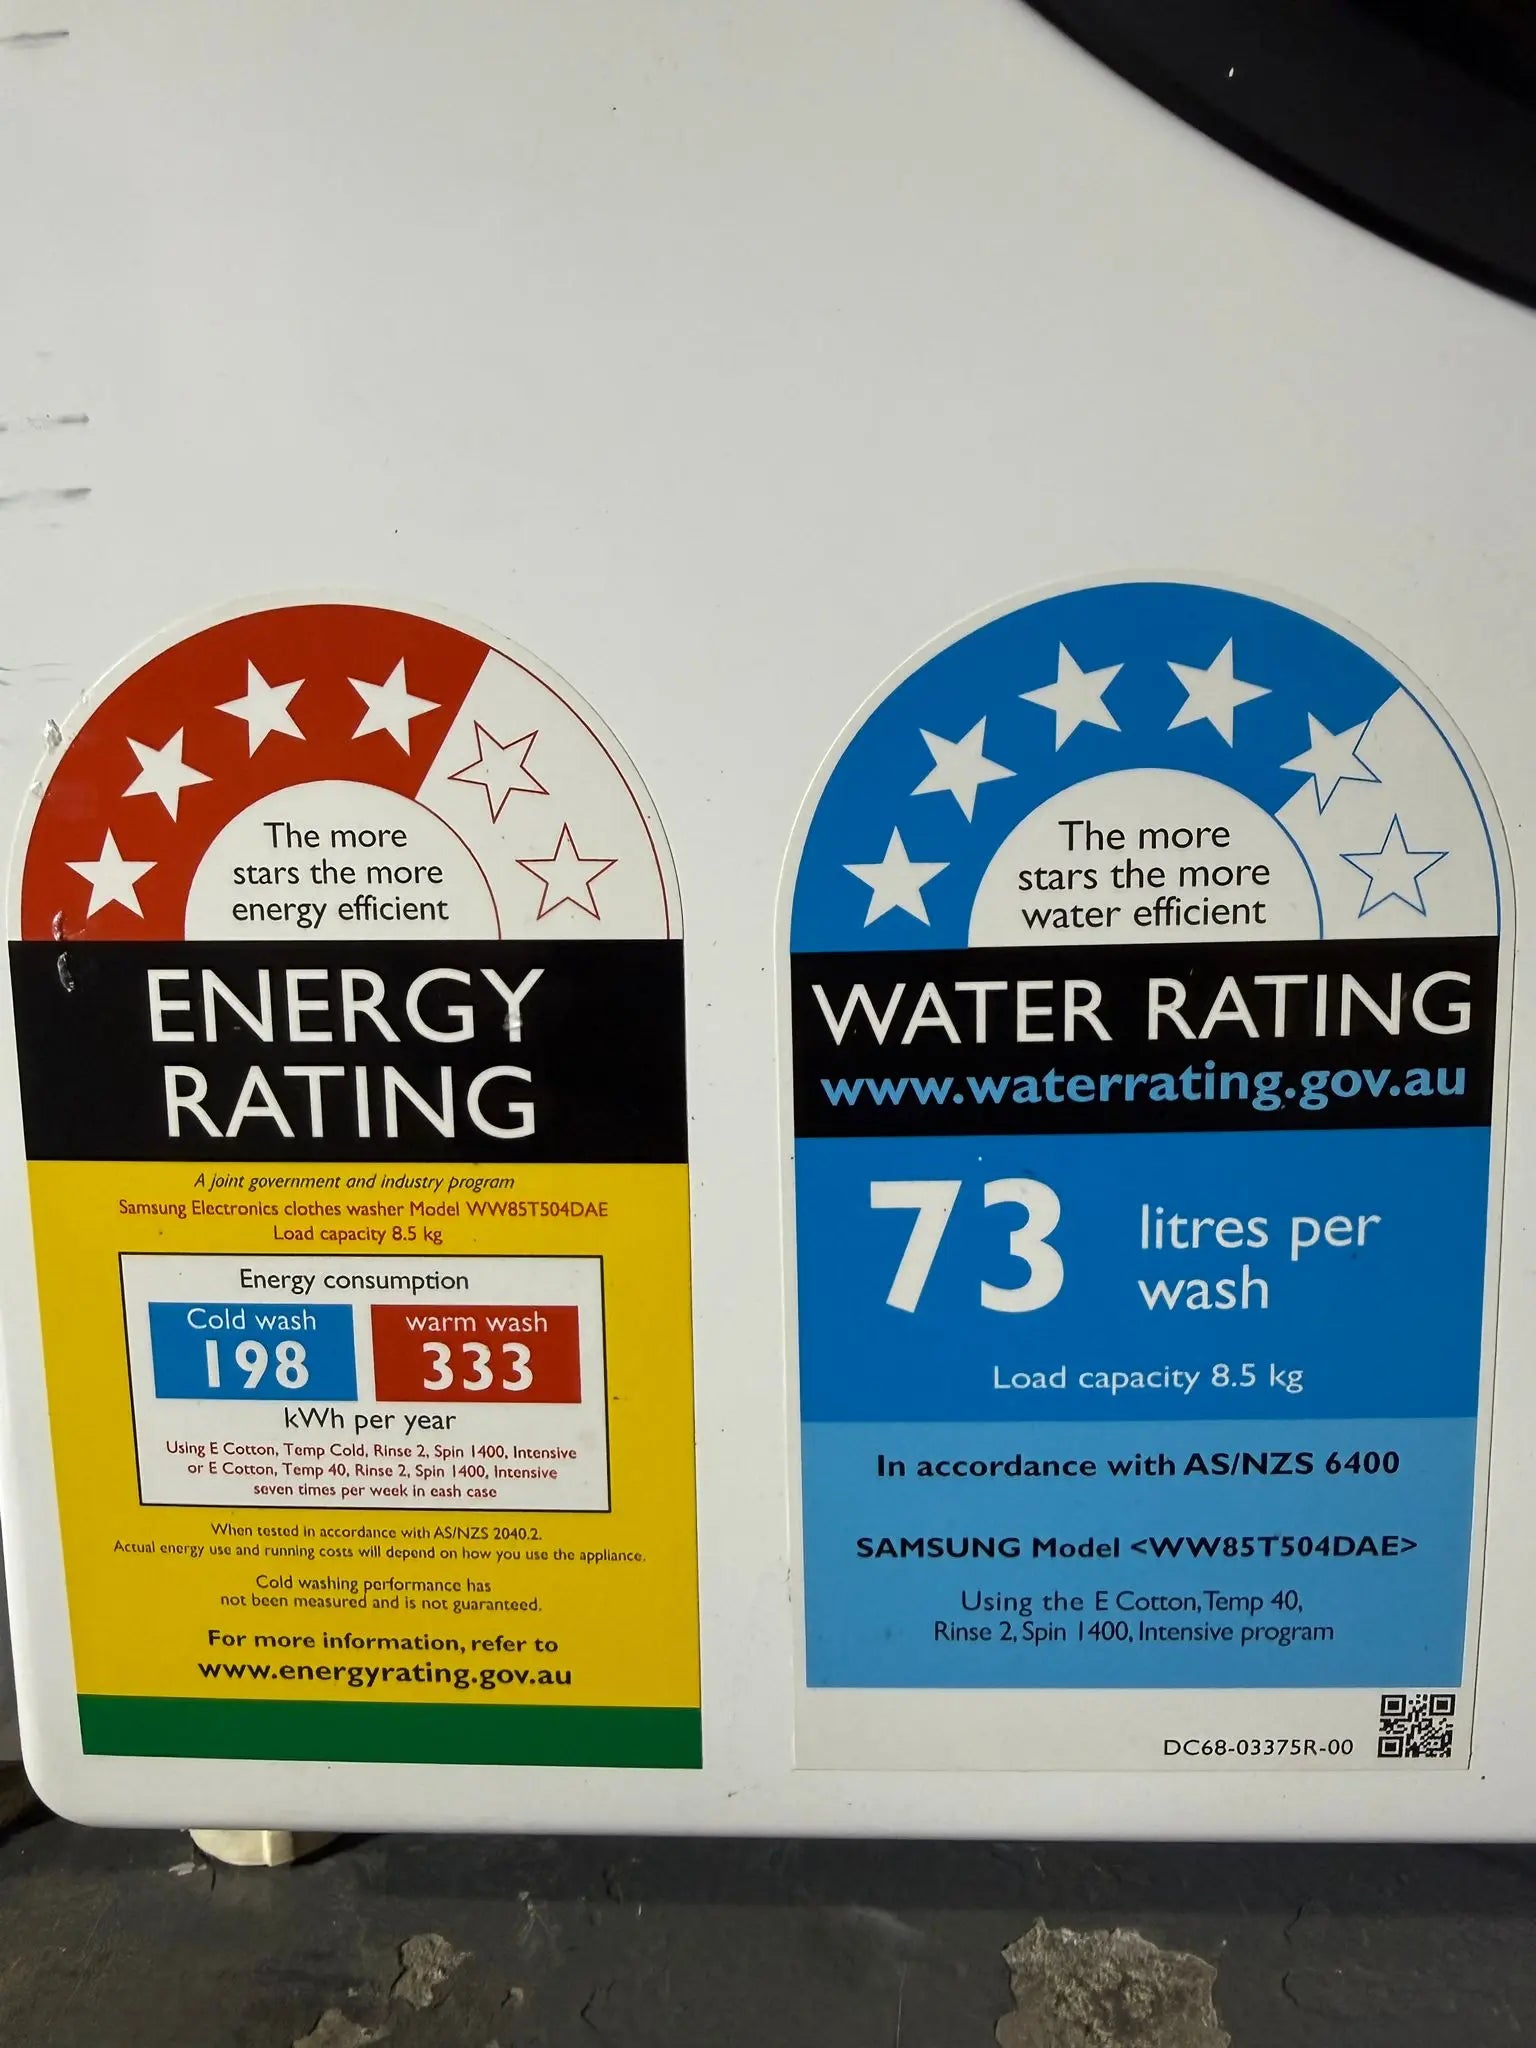 The more
stars the more
energy efficient
ENERGY
RATING
A joint government and industry program
Samsung Electronics clothes washer Model WW85T504DAE
Load capacity 8.5 kg
Energy consumption
Cold wash
198
warm wash
333
kWh per year
Using E Cotton, Temp Cold, Rinse 2, Spin 1400, Intensive
or E Cotton, Temp 40, Rinse 2, Spin 1400, Intensive
seven times per week in eash case
When tested in accordance with AS/NZS 2040.2.
Actual energy use and running costs will depend on how you use the appliance.
Cold washing performance has
not been measured and is not guaranteed.
For more information, refer to
www.energyrating.gov.au
The more
stars the more
water efficient
WATER RATING
www.waterrating.gov.au
73 litres per
wash
Load capacity 8.5 kg
In accordance with AS/NZS 6400
SAMSUNG Model <WW85T504DAE>
Using the E Cotton, Temp 40,
Rinse 2, Spin 1400, Intensive program
DC68-03375R-00